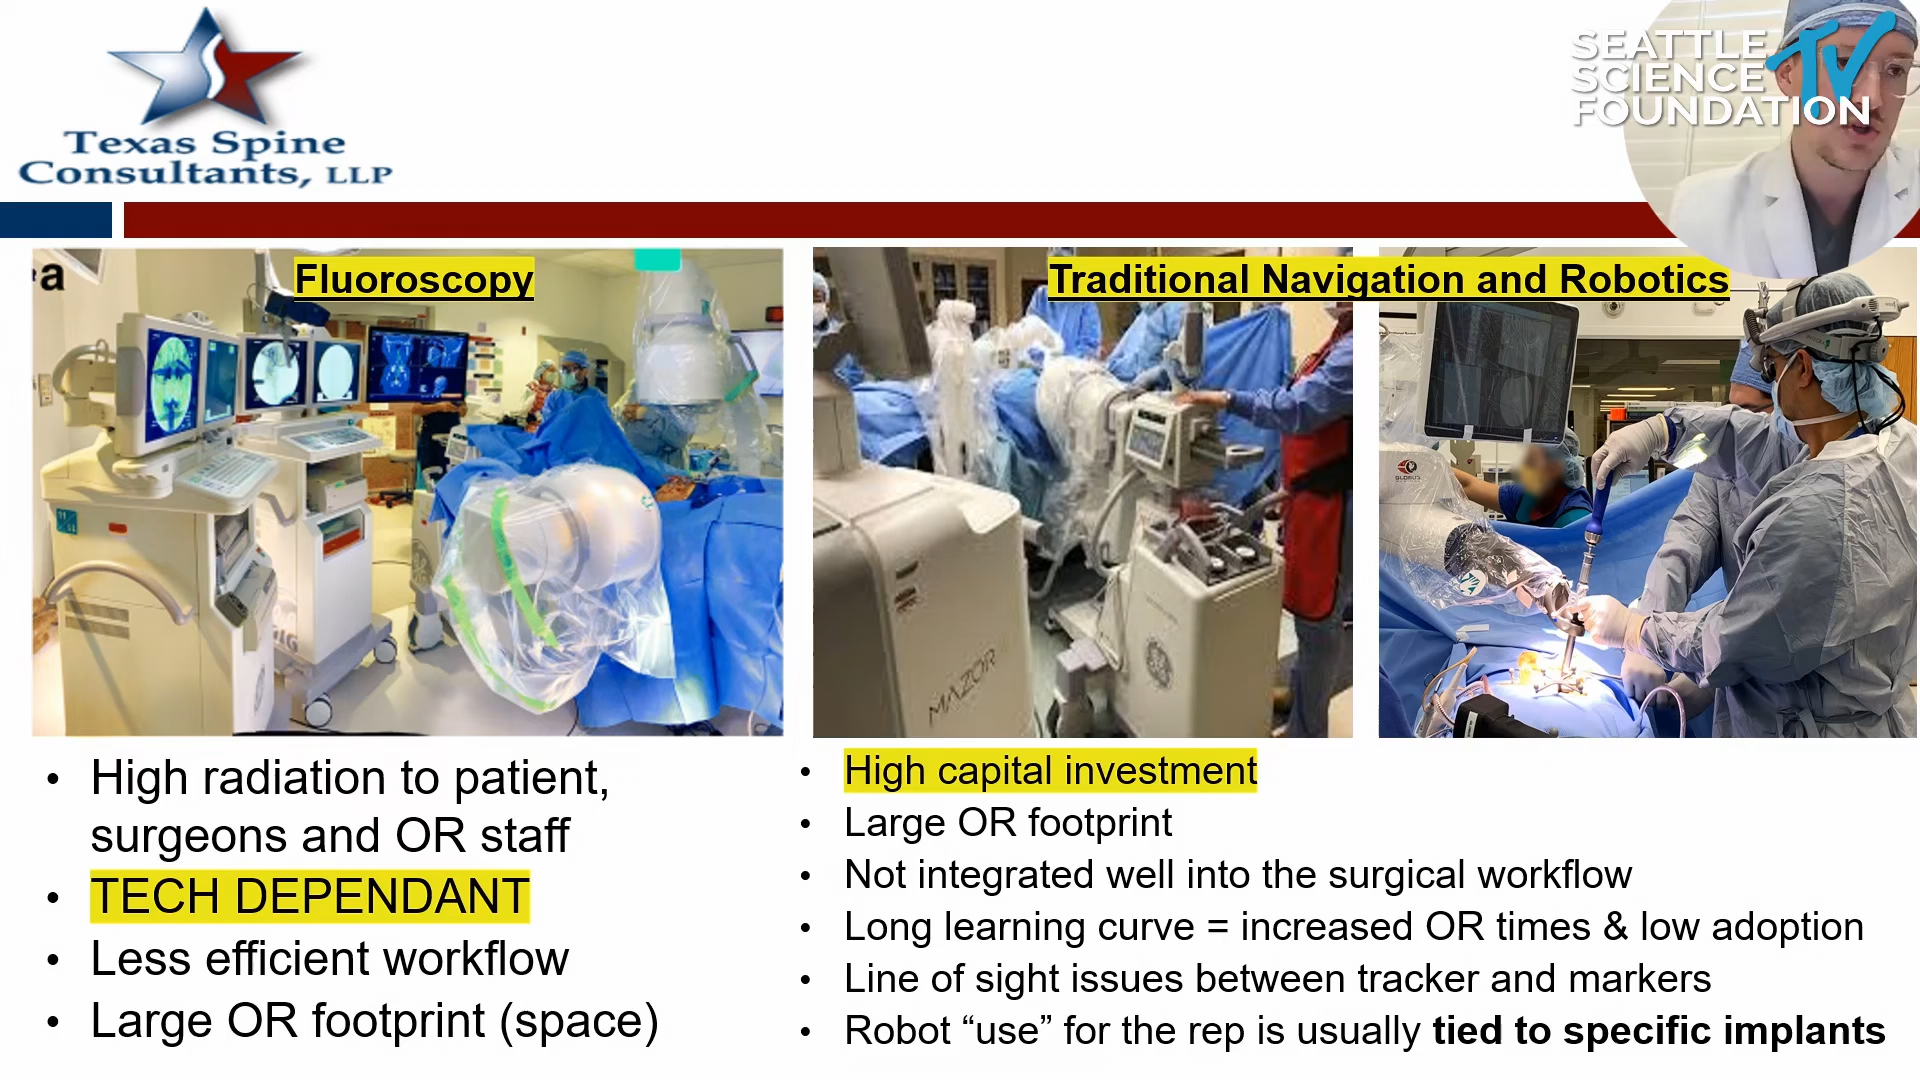 Texas Spine
Consultants, LLP
SEATTLE
SCIENCE
FOUNDATION
TV
a
Fluoroscopy
Traditional Navigation and Robotics
GLOBUS
MAZOR
• High radiation to patient,
surgeons and OR staff
• TECH DEPENDANT
• Less efficient workflow
• Large OR footprint (space)
• High capital investment
• Large OR footprint
• Not integrated well into the surgical workflow
• Long learning curve = increased OR times & low adoption
• Line of sight issues between tracker and markers
• Robot “use” for the rep is usually tied to specific implants